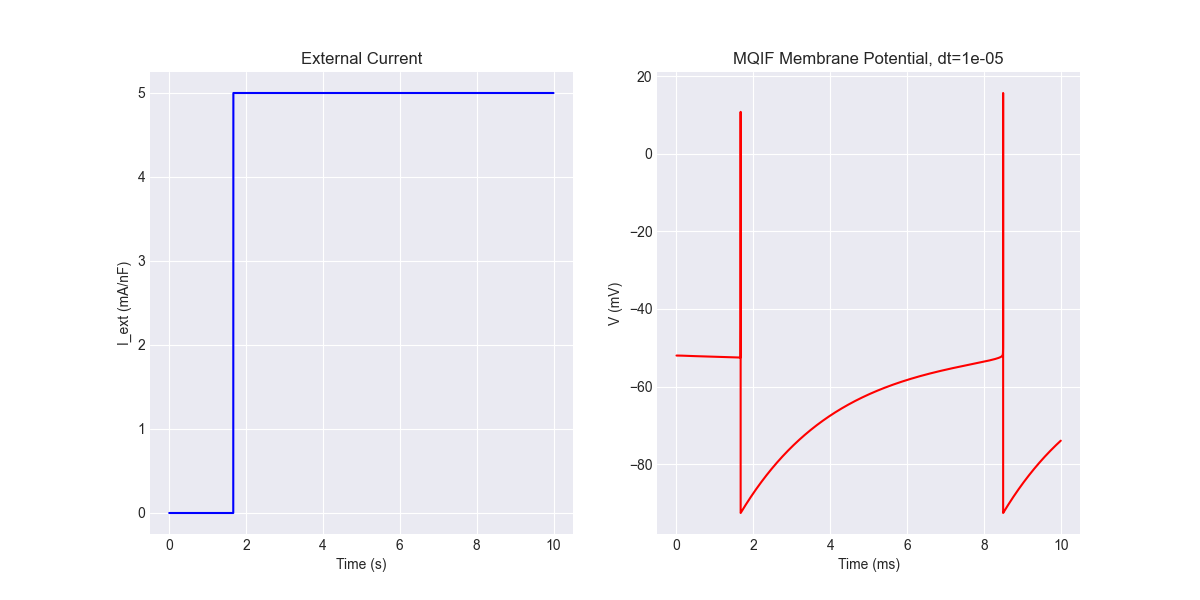 External Current
I_ext (mA/nF)
5
4
3
2
1
0
0 2 4 6 8 10
Time (s)
MQIF Membrane Potential, dt=1e-05
V (mV)
20
0
−20
−40
−60
−80
0 2 4 6 8 10
Time (ms)